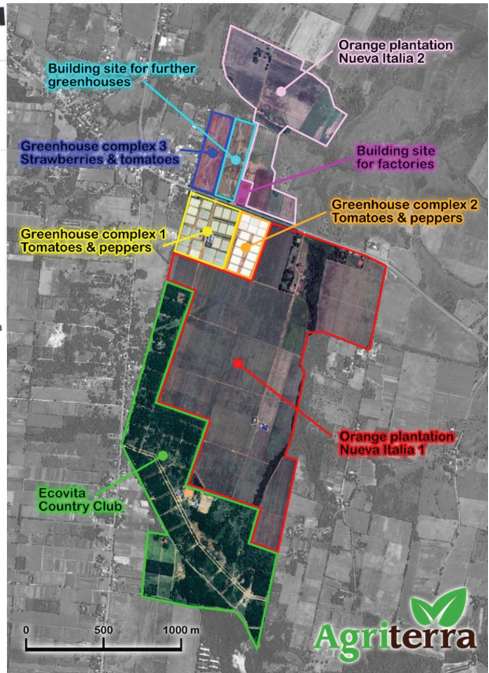 Orange plantation
Nueva Italia 2
Building site for further
greenhouses
Greenhouse complex 3
Strawberries & tomatoes
Building site
for factories
Greenhouse complex 2
Tomatoes & peppers
Greenhouse complex 1
Tomatoes & peppers
Orange plantation
Nueva Italia 1
Ecovita
Country Club
0 500 1000 m
Agriterra